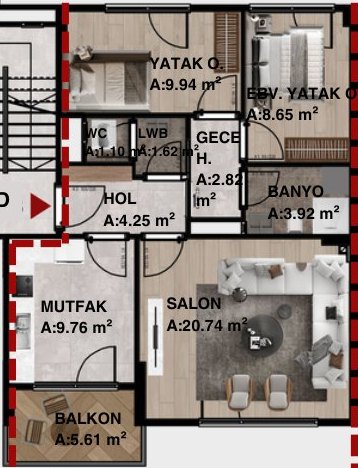 YATAK O.
A:9.94 m²
EBV. YATAK O
A:8.65 m²
WC
A:1.10 m²
LWB
A:1.62 m²
GECE
H.
A:2.82
m²
BANYO
A:3.92 m²
HOL
A:4.25 m²
MUTFAK
A:9.76 m²
SALON
A:20.74 m²
BALKON
A:5.61 m²